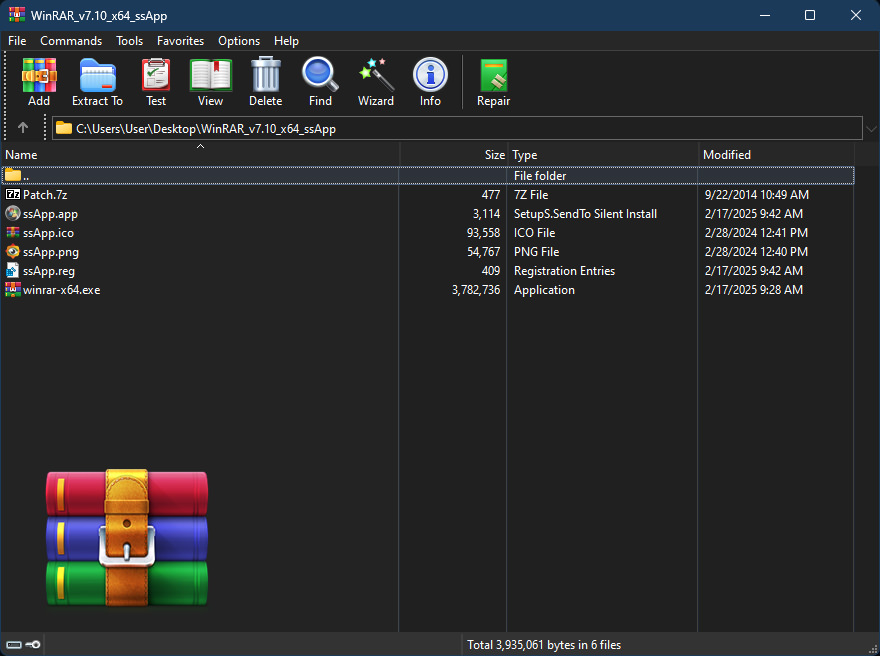 WinRAR_v7.10_x64_ssApp
File Commands Tools Favorites Options Help
Add Extract To Test View Delete Find Wizard Info Repair
C:\Users\User\Desktop\WinRAR_v7.10_x64_ssApp
Name Size Type Modified
.. File folder
Patch.7z 477 7Z File 9/22/2014 10:49 AM
ssApp.app 3,114 SetupS.SendTo Silent Install 2/17/2025 9:42 AM
ssApp.ico 93,558 ICO File 2/28/2024 12:41 PM
ssApp.png 54,767 PNG File 2/28/2024 12:40 PM
ssApp.reg 409 Registration Entries 2/17/2025 9:42 AM
winrar-x64.exe 3,782,736 Application 2/17/2025 9:28 AM
Total 3,935,061 bytes in 6 files